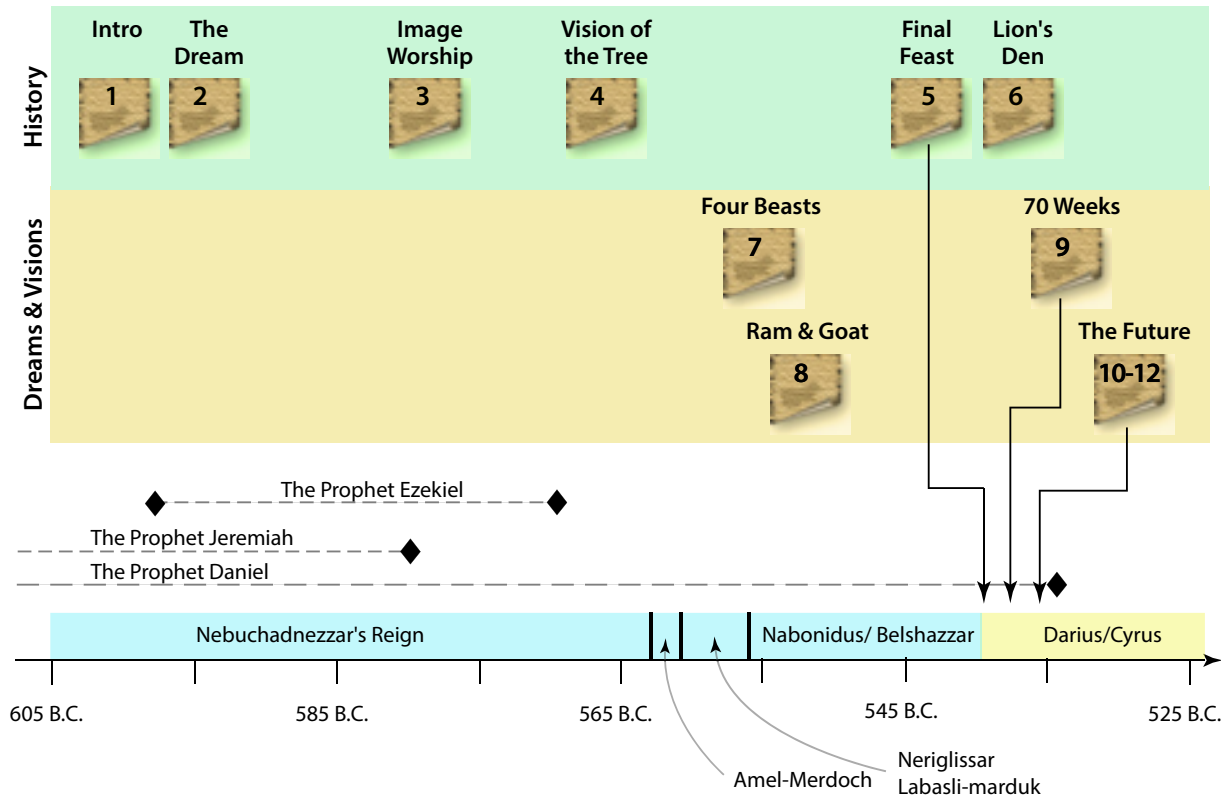 History
Intro
The
Dream
Image
Worship
Vision of
the Tree
Final
Feast
Lion's
Den
1
2
3
4
5
6
Dreams & Visions
Four Beasts
70 Weeks
7
9
Ram & Goat
The Future
8
10-12
The Prophet Ezekiel
The Prophet Jeremiah
The Prophet Daniel
Nebuchadnezzar's Reign
Nabonidus/ Belshazzar
Darius/Cyrus
605 B.C.
585 B.C.
565 B.C.
545 B.C.
525 B.C.
Amel-Merdoch
Neriglissar
Labasli-marduk